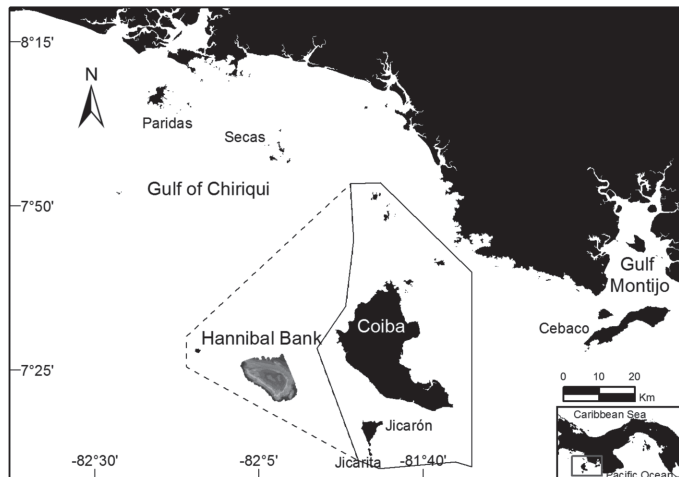 8°15'
N
Paridas
Secas
Gulf of Chiriqui
7°50'
Gulf
Montijo
Hannibal Bank
Coiba
Cebaco
7°25'
0 10 20
Km
Caribbean Sea
Jicarón
Jicarita
-82°30' -82°5' -81°40'
Pacific Ocean